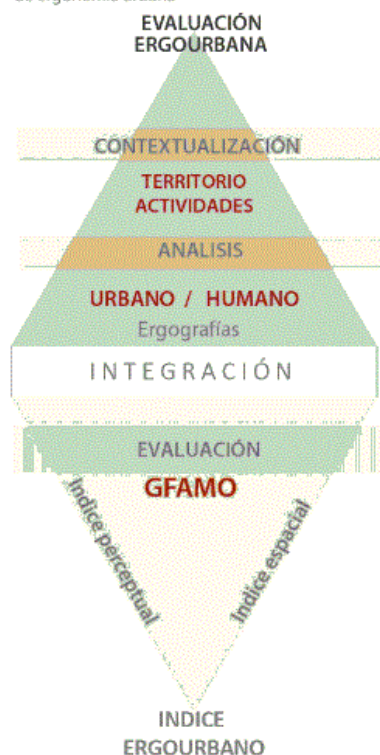 EVALUACIÓN
ERGOURBANA
CONTEXTUALIZACIÓN
TERRITORIO
ACTIVIDADES
ANALISIS
URBANO / HUMANO
Ergografías
INTEGRACIÓN
EVALUACIÓN
GFAMO
Indice perceptual
Indice espacial
INDICE
ERGOURBANO